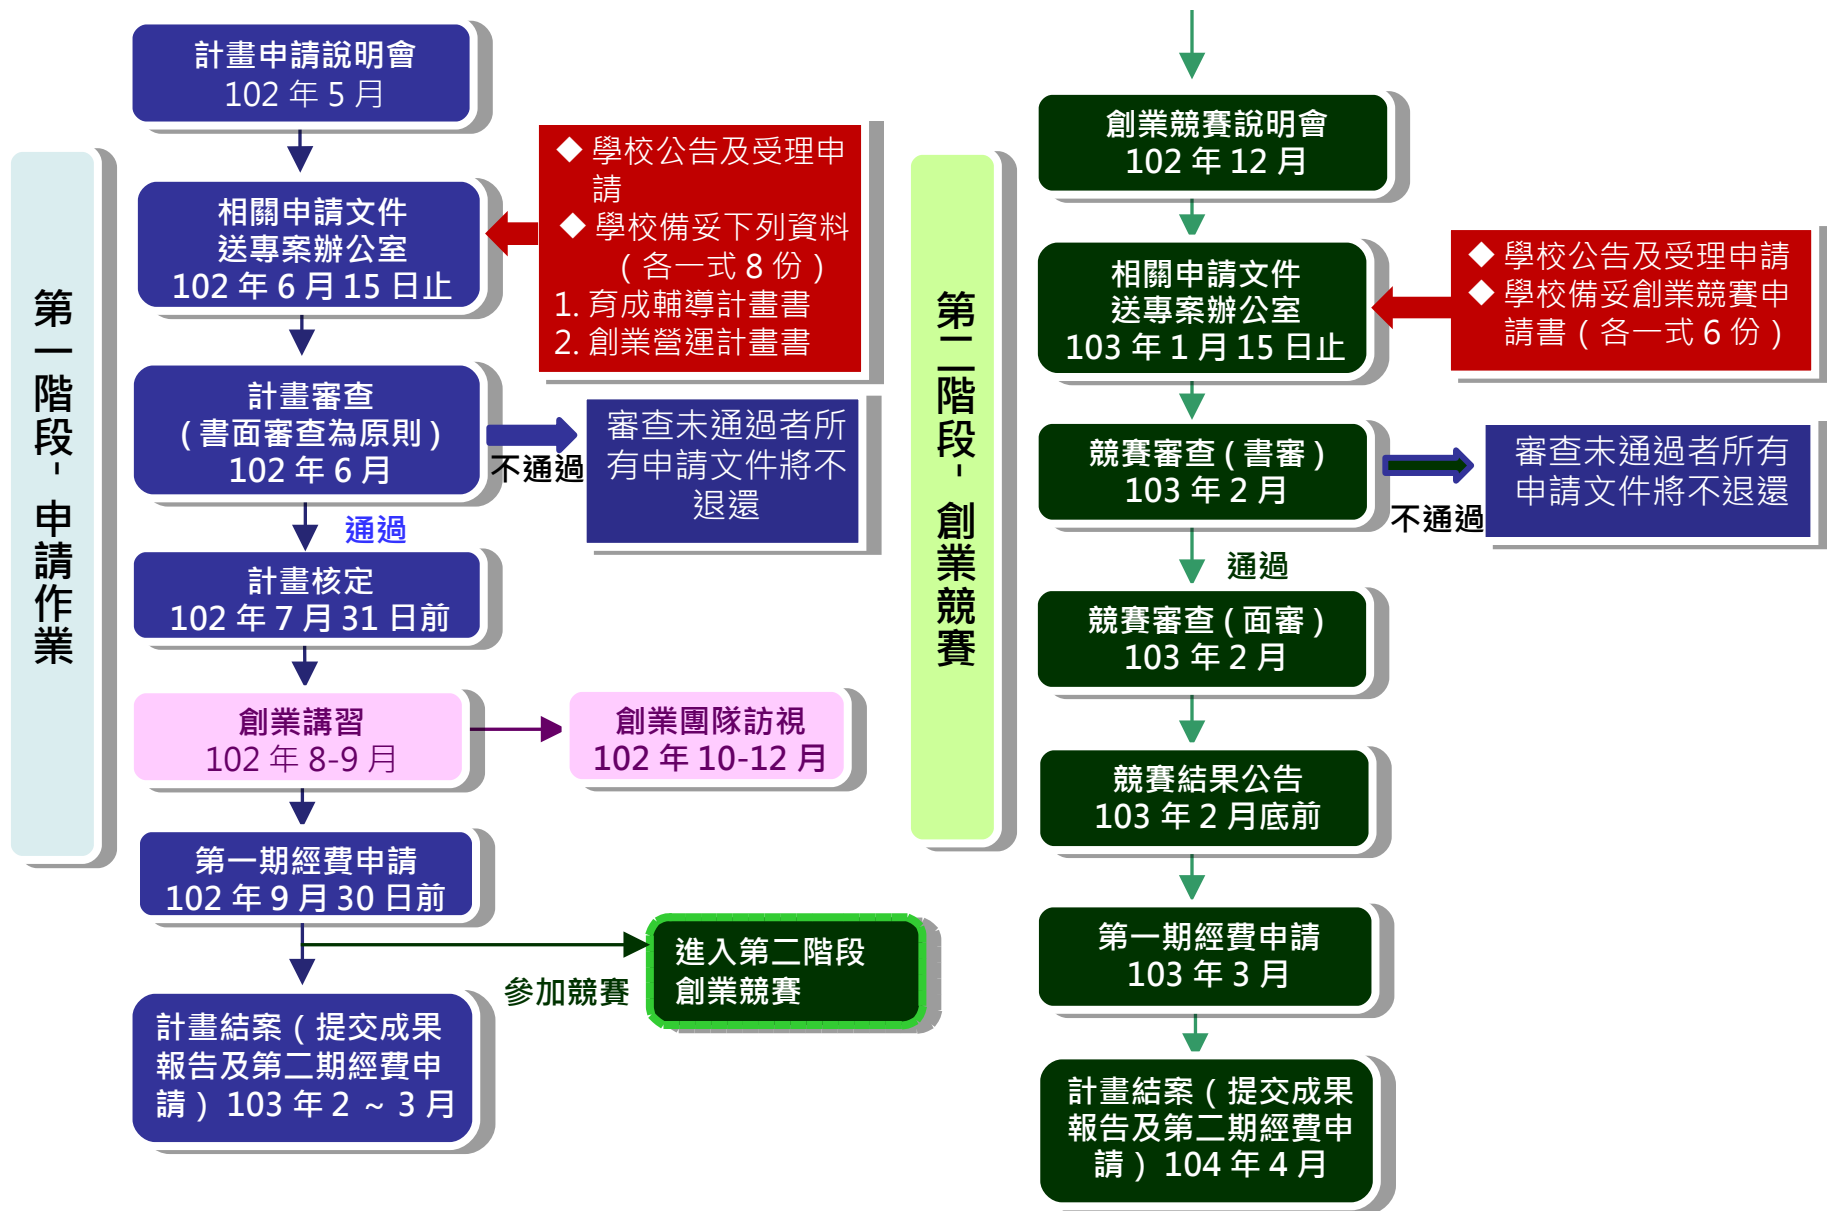 第一階段- 申請作業
計畫申請說明會
102 年 5 月
相關申請文件
送專案辦公室
102 年 6 月 15 日止
◆ 學校公告及受理申
請
◆ 學校備妥下列資料
( 各一式 8 份 )
1. 育成輔導計畫書
2. 創業營運計畫書
計畫審查
( 書面審查為原則 )
102 年 6 月
不通過
審查未通過者所
有申請文件將不
退還
通過
計畫核定
102 年 7 月 31 日前
創業講習
102 年 8-9 月
創業團隊訪視
102 年 10-12 月
第一期經費申請
102 年 9 月 30 日前
參加競賽
進入第二階段
創業競賽
計畫結案 ( 提交成果
報告及第二期經費申
請 ) 103 年 2 ~ 3 月
第二階段- 創業競賽
創業競賽說明會
102 年 12 月
相關申請文件
送專案辦公室
103 年 1 月 15 日止
◆ 學校公告及受理申請
◆ 學校備妥創業競賽申
請書 ( 各一式 6 份 )
競賽審查 ( 書審 )
103 年 2 月
不通過
審查未通過者所有
申請文件將不退還
通過
競賽審查 ( 面審 )
103 年 2 月
競賽結果公告
103 年 2 月底前
第一期經費申請
103 年 3 月
計畫結案 ( 提交成果
報告及第二期經費申
請 ) 104 年 4 月